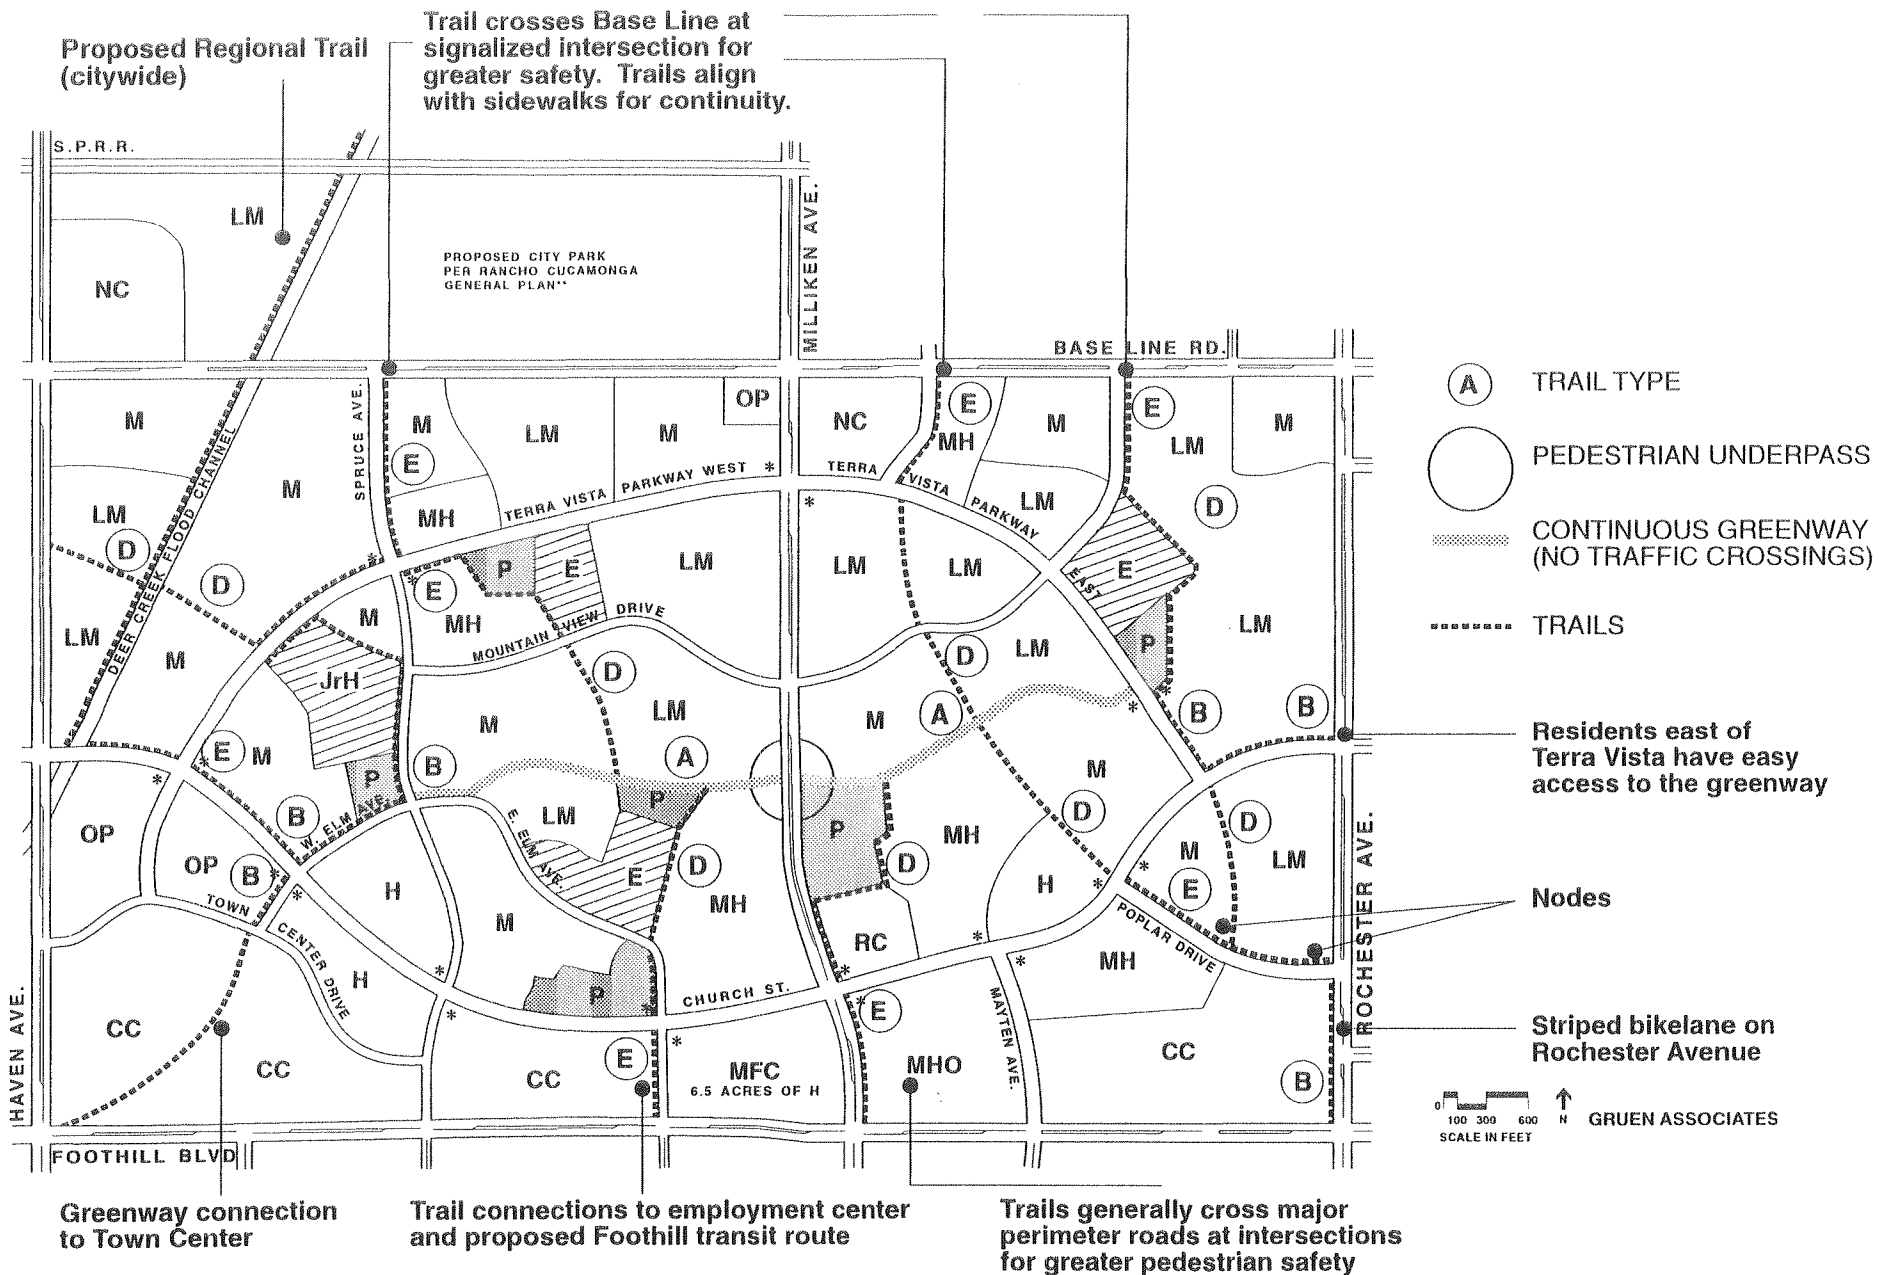 Trail crosses Base Line at
signalized intersection for
greater safety. Trails align
with sidewalks for continuity.
Proposed Regional Trail
(citywide)
S.P.R.R.
LM
NC
PROPOSED CITY PARK
PER RANCHO CUCAMONGA
GENERAL PLAN**
MILLIKEN AVE.
BASE LINE RD.
M
DEER CREEK FLOOD CHANNEL
SPRUCE AVE.
M
E
LM
M
OP
NC
E
MH
M
E
LM
M
M
LM
D
MH
TERRA VISTA PARKWAY WEST *
TERRA VISTA PARKWAY EAST
*
LM
D
D
*
*
E
P
E
LM
LM
LM
E
LM
M
M
MH
MOUNTAIN VIEW DRIVE
LM
P
LM
JrH
D
D
LM
*
E
*
M
M
LM
A
M
A
*
B
B
*
P
B
M
OP
B
W. ELM AVE.
E. ELM AVE.
LM
P
P
MH
D
D
LM
OP
B
*
*
H
E
D
D
H
*
*
M
E
TOWN CENTER DRIVE
M
MH
RC
*
*
*
POPLAR DRIVE
MH
H
*
*
P
*
CHURCH ST.
*
E
MAYTEN AVE.
ROCHESTER AVE.
HAVEN AVE.
CC
CC
CC
E
*
MFC
6.5 ACRES OF H
MHO
CC
B
FOOTHILL BLVD
A
TRAIL TYPE
PEDESTRIAN UNDERPASS
CONTINUOUS GREENWAY
(NO TRAFFIC CROSSINGS)
TRAILS
Residents east of
Terra Vista have easy
access to the greenway
Nodes
Striped bikelane on
Rochester Avenue
0 100 300 600
SCALE IN FEET
N
GRUEN ASSOCIATES
Greenway connection
to Town Center
Trail connections to employment center
and proposed Foothill transit route
Trails generally cross major
perimeter roads at intersections
for greater pedestrian safety